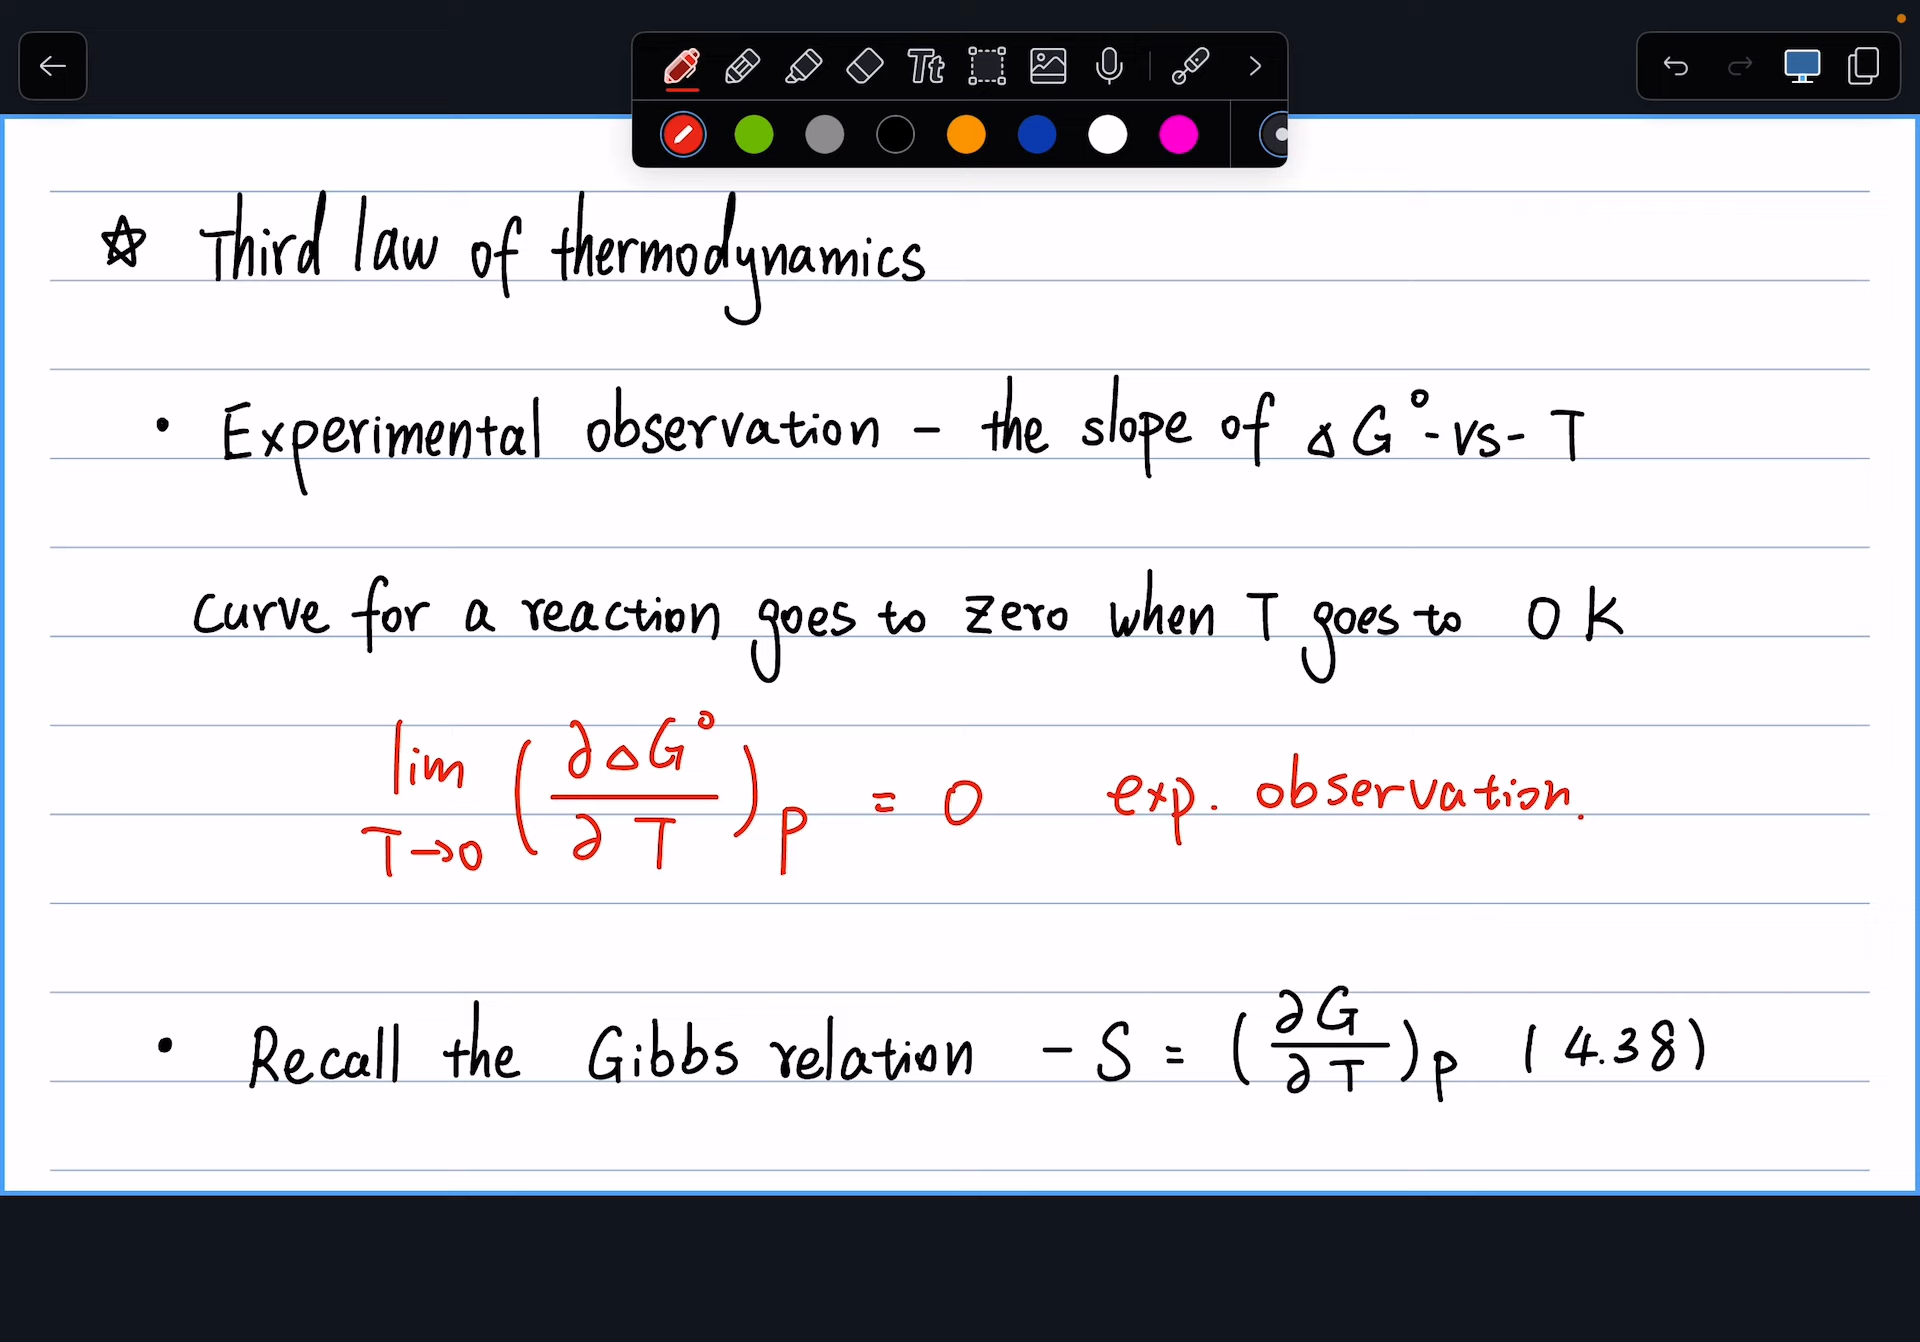 Tt
☆ Third law of thermodynamics
• Experimental observation - the slope of ΔG°-vs- T
curve for a reaction goes to zero when T goes to 0 K
lim T→0 (∂ΔG°/∂T)p = 0 exp. observation.
• Recall the Gibbs relation -S = (∂G/∂T)p (4.38)